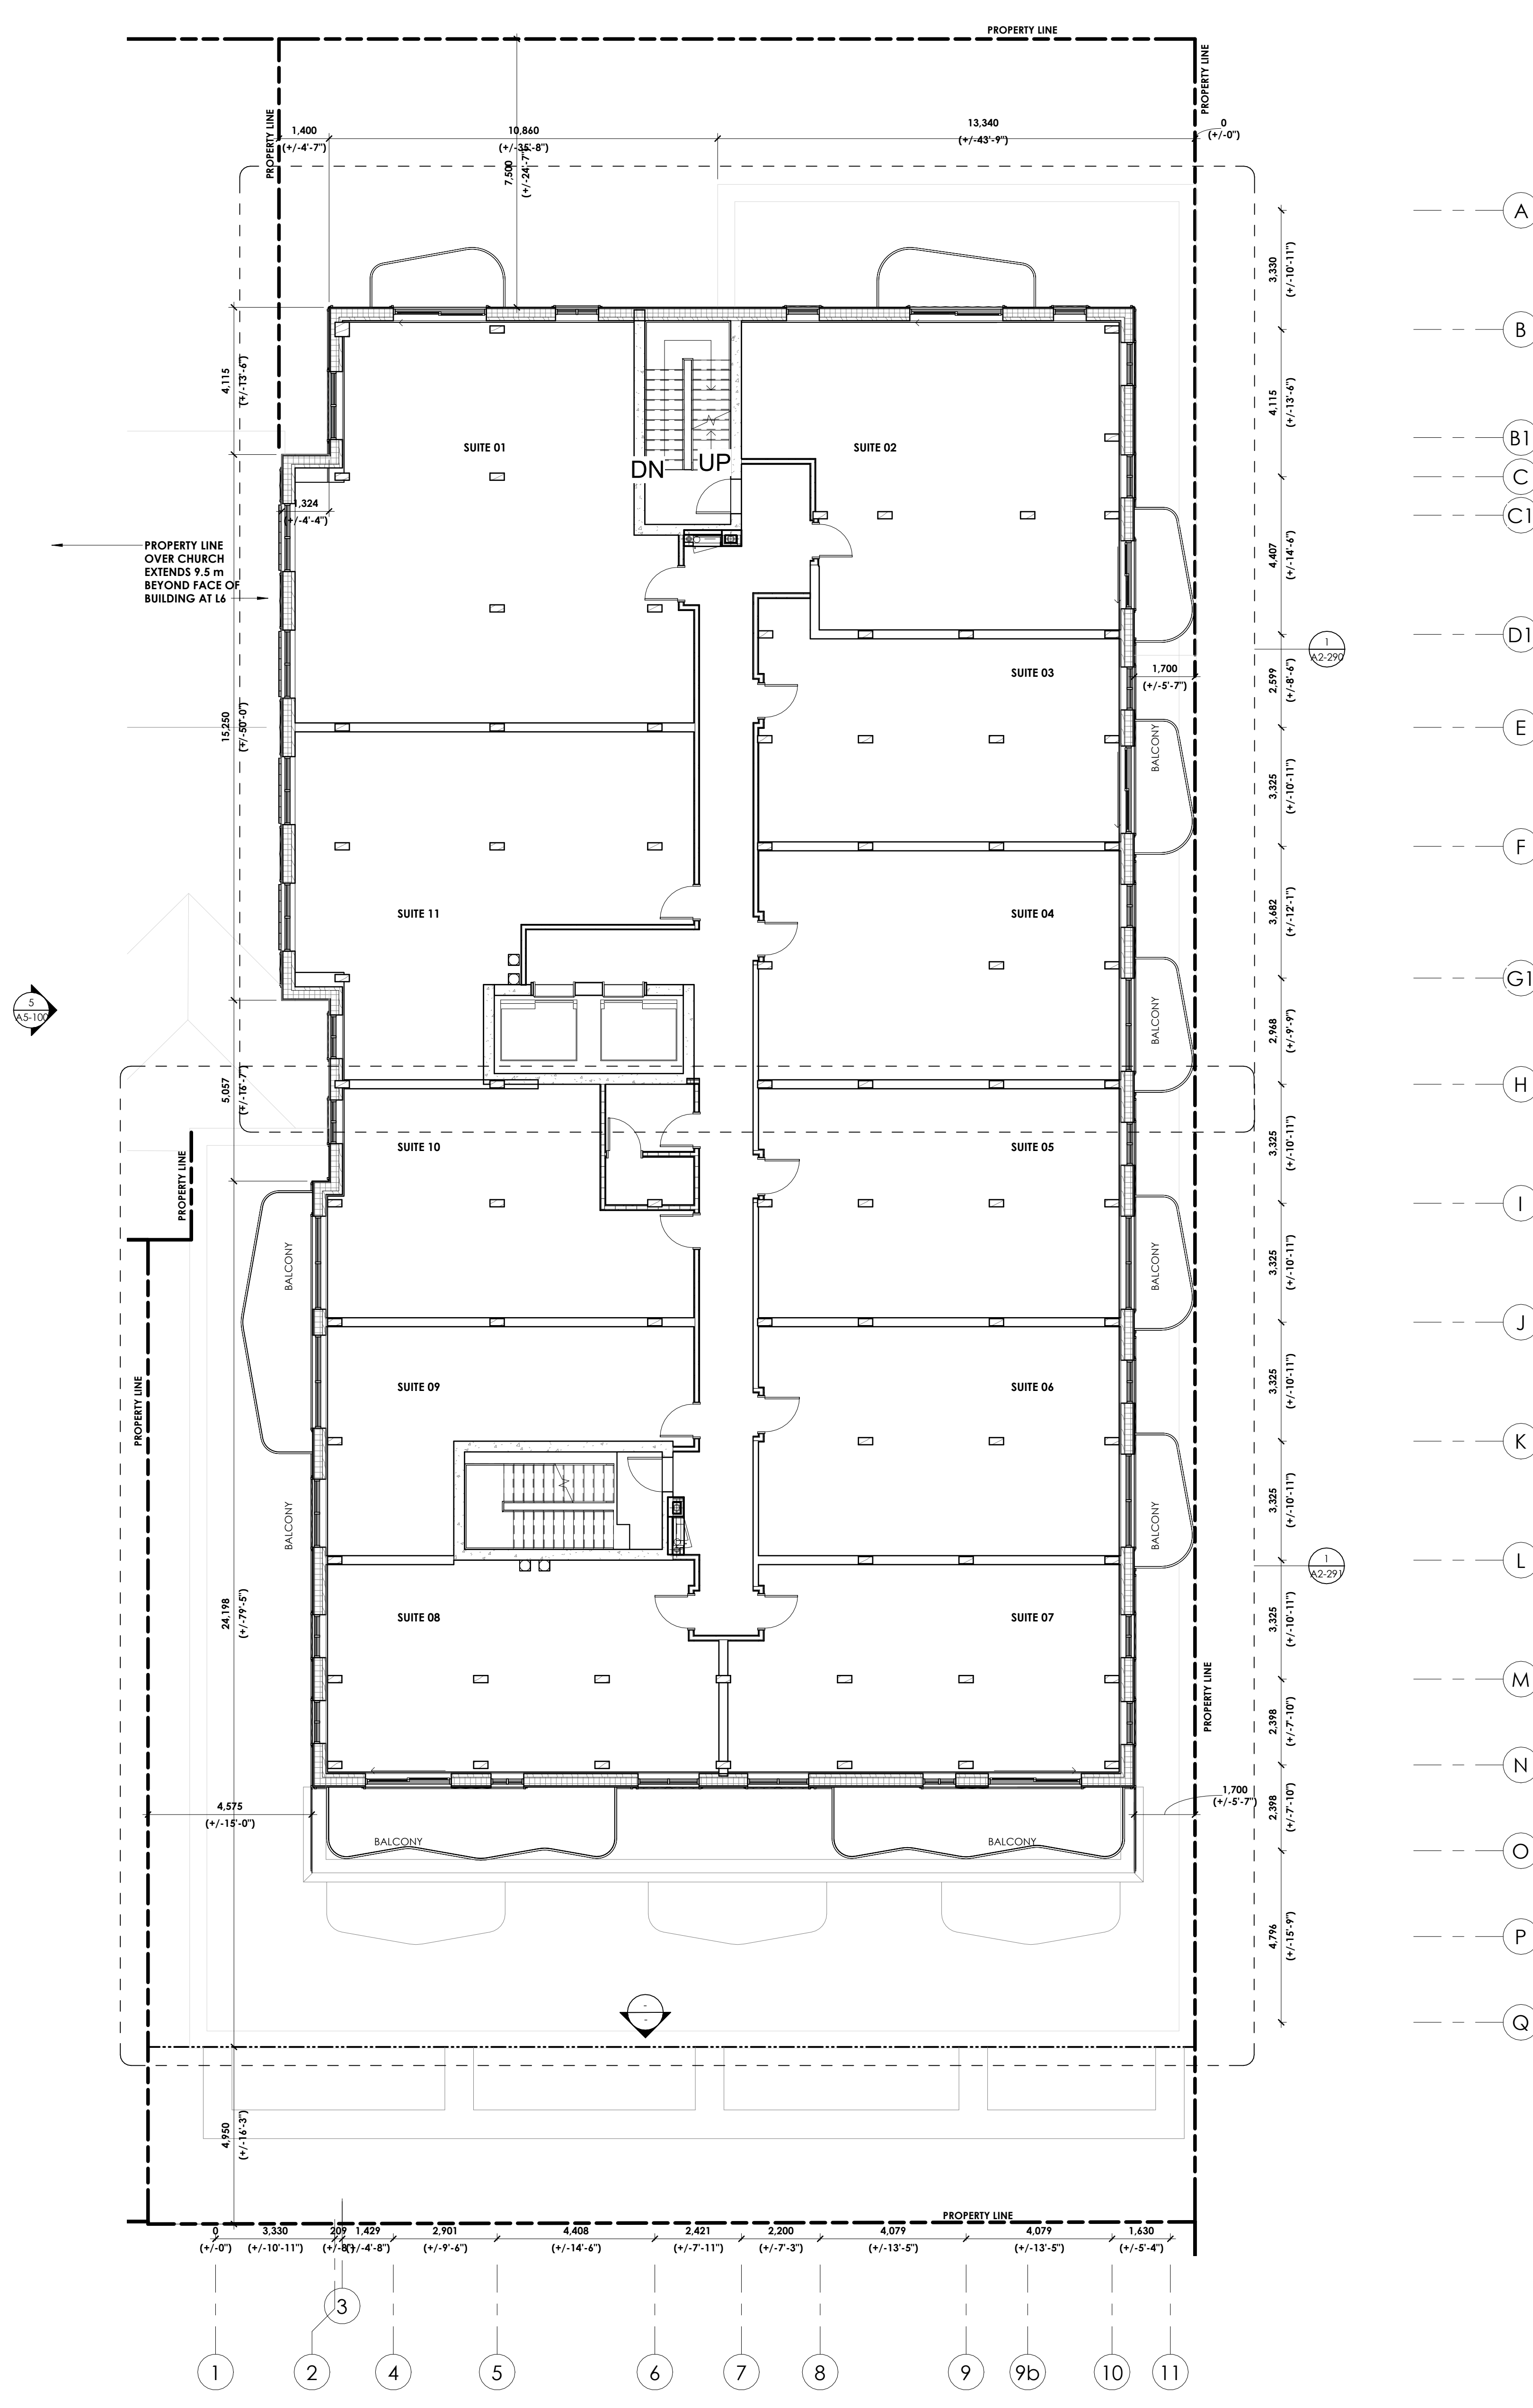 PROPERTY LINE
PROPERTY LINE
PROPERTY LINE
1,400
(+/-4'-7")
10,860
(+/-35'-8")
13,340
(+/-43'-9")
0
(+/-0")
7,500
(+/-24'-7")
A
3,330
(+/-10'-11")
B
4,115
(+/-13'-6")
4,115
(+/-13'-6")
SUITE 01
DN
UP
SUITE 02
B1
C
C1
1,324
(+/-4'-4")
PROPERTY LINE
OVER CHURCH
EXTENDS 9.5 m
BEYOND FACE OF
BUILDING AT L6
4,407
(+/-14'-6")
D1
1
A2-290
SUITE 03
1,700
(+/-5'-7")
2,599
(+/-8'-6")
15,250
(+/-50'-0")
E
BALCONY
3,325
(+/-10'-11")
F
SUITE 11
SUITE 04
3,682
(+/-12'-1")
G1
5
A5-100
BALCONY
2,968
(+/-9'-9")
H
5,057
(+/-16'-7")
SUITE 10
SUITE 05
3,325
(+/-10'-11")
PROPERTY LINE
I
BALCONY
BALCONY
3,325
(+/-10'-11")
J
PROPERTY LINE
SUITE 09
SUITE 06
3,325
(+/-10'-11")
K
BALCONY
BALCONY
3,325
(+/-10'-11")
L
1
A2-291
24,198
(+/-79'-5")
SUITE 08
SUITE 07
3,325
(+/-10'-11")
M
PROPERTY LINE
2,398
(+/-7'-10")
N
4,575
(+/-15'-0")
1,700
(+/-5'-7")
2,398
(+/-7'-10")
BALCONY
BALCONY
O
P
4,796
(+/-15'-9")
-
-
Q
4,950
(+/-16'-3")
PROPERTY LINE
0 3,330 209 1,429 2,901 4,408 2,421 2,200 4,079 4,079 1,630
(+/-0") (+/-10'-11") (+/-8") (+/-4'-8") (+/-9'-6") (+/-14'-6") (+/-7'-11") (+/-7'-3") (+/-13'-5") (+/-13'-5") (+/-5'-4")
3
1 2 4 5 6 7 8 9 9b 10 11